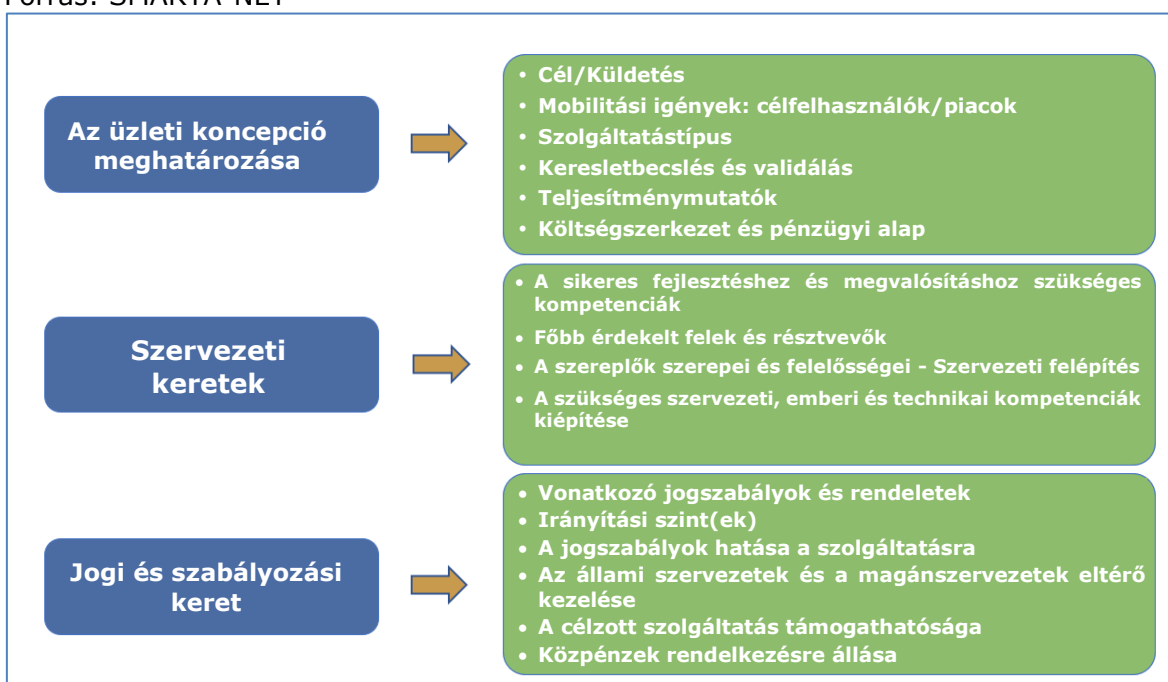 Forrás: SMARTA-NET
Az üzleti koncepció
meghatározása
• Cél/Küldetés
• Mobilitási igények: célfelhasználók/piacok
• Szolgáltatástípus
• Keresletbecslés és validálás
• Teljesítménymutatók
• Költségszerkezet és pénzügyi alap
Szervezeti
keretek
• A sikeres fejlesztéshez és megvalósításhoz szükséges
kompetenciák
• Főbb érdekelt felek és résztvevők
• A szereplők szerepei és felelősségei - Szervezeti felépítés
• A szükséges szervezeti, emberi és technikai kompetenciák
kiépítése
Jogi és szabályozási
keret
• Vonatkozó jogszabályok és rendeletek
• Irányítási szint(ek)
• A jogszabályok hatása a szolgáltatásra
• Az állami szervezetek és a magánszervezetek eltérő
kezelése
• A célzott szolgáltatás támogathatósága
• Közpénzek rendelkezésre állása